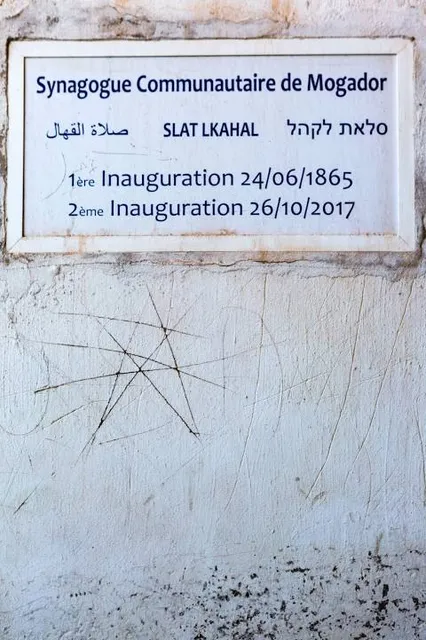 Synagogue Communautaire de Mogador
صلاة القهال SLAT LKAHAL סלאת לקהל
1ère Inauguration 24/06/1865
2ème Inauguration 26/10/2017